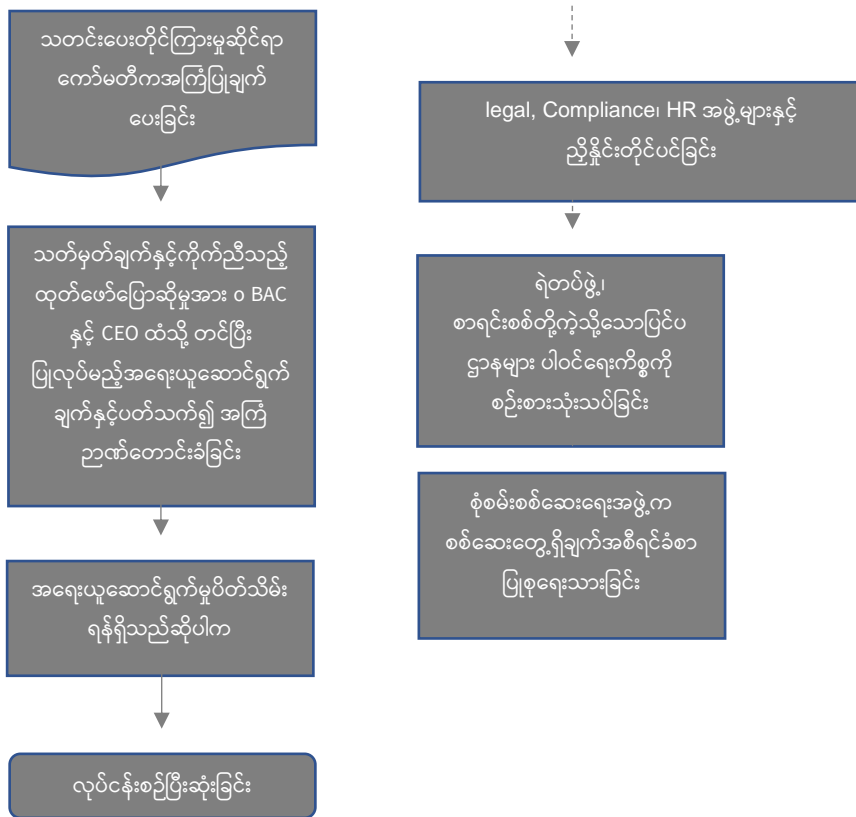 သတင်းပေးတိုင်ကြားမှုဆိုင်ရာ
ကော်မတီကအကြံပြုချက်
ပေးခြင်း
သတ်မှတ်ချက်နှင့်ကိုက်ညီသည့်
ထုတ်ဖော်ပြောဆိုမှုအား ဝ BAC
နှင့် CEO ထံသို့ တင်ပြီး
ပြုလုပ်မည့်အရေးယူဆောင်ရွက်
ချက်နှင့်ပတ်သက်၍ အကြံ
ဉာဏ်တောင်းခံခြင်း
အရေးယူဆောင်ရွက်မှုပိတ်သိမ်း
ရန်ရှိသည်ဆိုပါက
လုပ်ငန်းစဉ်ပြီးဆုံးခြင်း
legal, Compliance၊ HR အဖွဲ့များနှင့်
ညှိနှိုင်းတိုင်ပင်ခြင်း
ရဲတပ်ဖွဲ့၊
စာရင်းစစ်တို့ကဲ့သို့သောပြင်ပ
ဌာနများ ပါဝင်ရေးကိစ္စကို
စဉ်းစားသုံးသပ်ခြင်း
စုံစမ်းစစ်ဆေးရေးအဖွဲ့က
စစ်ဆေးတွေ့ရှိချက်အစီရင်ခံစာ
ပြုစုရေးသားခြင်း